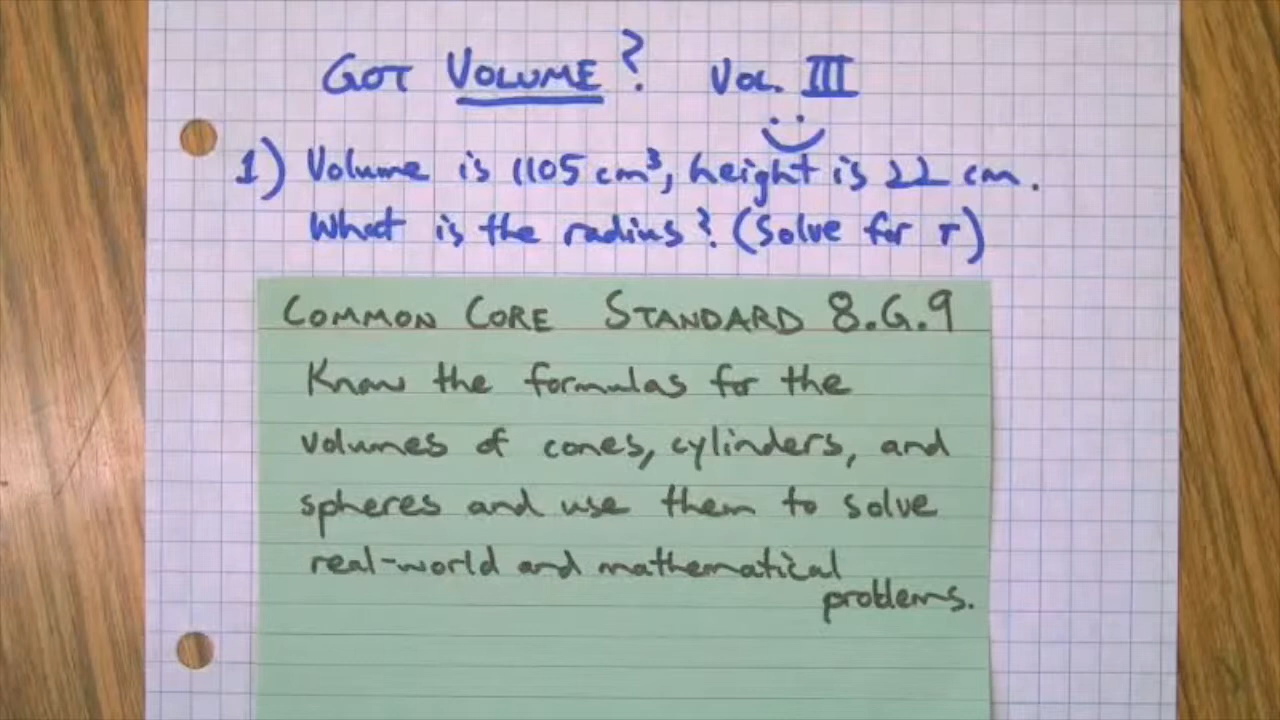 GOT VOLUME? VOL. III
1) Volume is 1105 cm³, height is 22 cm.
What is the radius? (Solve for r)
COMMON CORE STANDARD 8.G.9
Know the formulas for the
volumes of cones, cylinders, and
spheres and use them to solve
real-world and mathematical
problems.